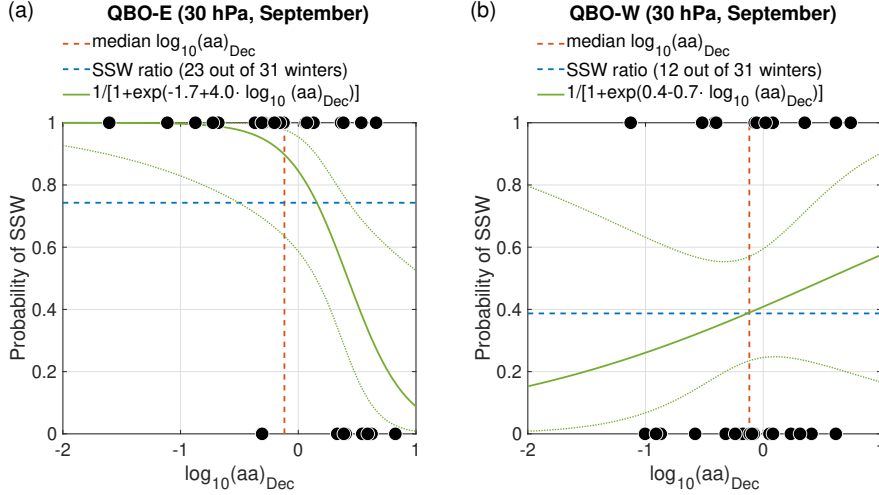 (a)
QBO-E (30 hPa, September)
median log10(aa)Dec
SSW ratio (23 out of 31 winters)
1/[1+exp(-1.7+4.0· log10 (aa)Dec)]
1
0.8
0.6
0.4
0.2
0
Probability of SSW
-2
-1
0
1
log10(aa)Dec
(b)
QBO-W (30 hPa, September)
median log10(aa)Dec
SSW ratio (12 out of 31 winters)
1/[1+exp(0.4-0.7· log10 (aa)Dec)]
1
0.8
0.6
0.4
0.2
0
Probability of SSW
-2
-1
0
1
log10(aa)Dec